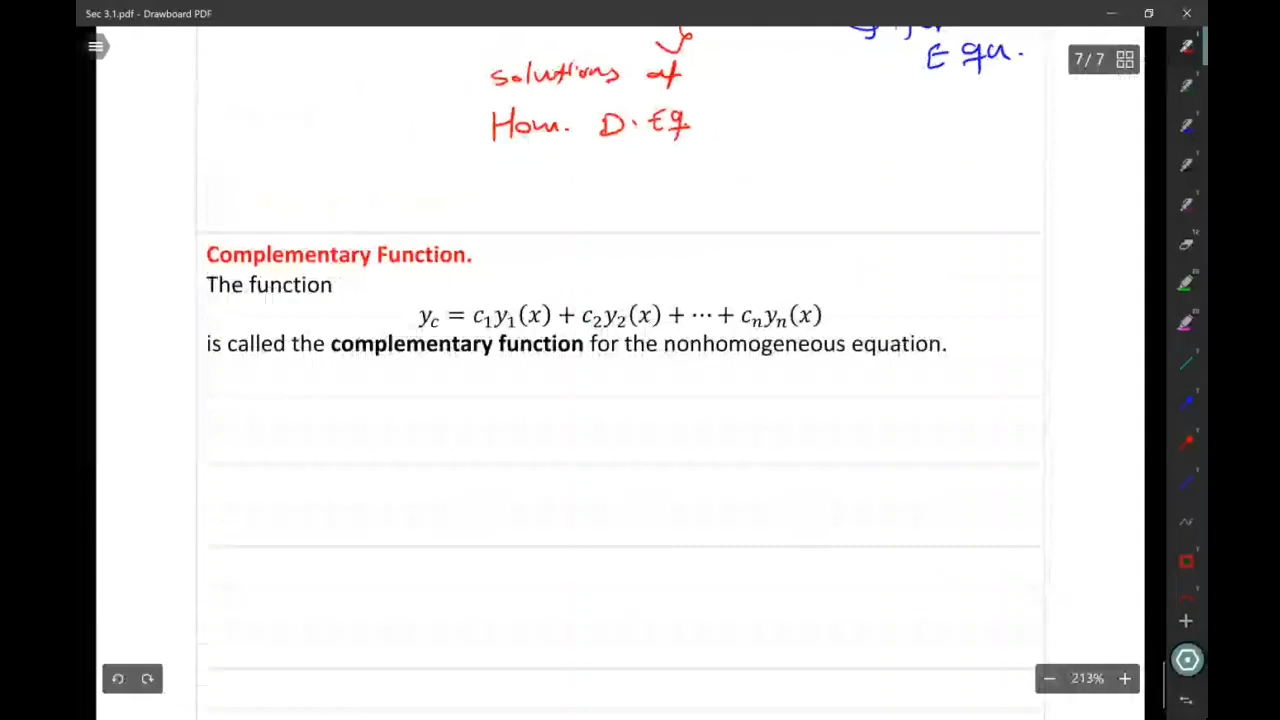 Sec 3.1.pdf - Drawboard PDF
7 / 7
E qu.
solutions of
Hom. D. Eq
Complementary Function.
The function
y_c = c_1y_1(x) + c_2y_2(x) + ⋯ + c_ny_n(x)
is called the complementary function for the nonhomogeneous equation.
213%